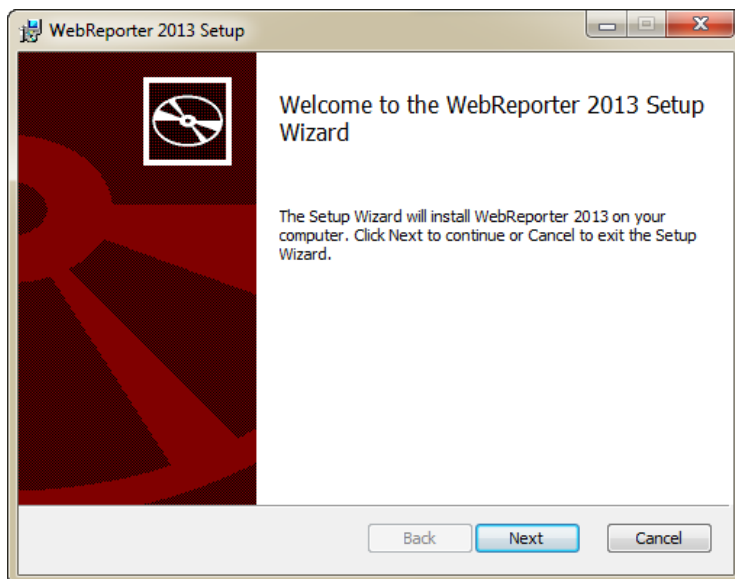 WebReporter 2013 Setup
Welcome to the WebReporter 2013 Setup
Wizard
The Setup Wizard will install WebReporter 2013 on your
computer. Click Next to continue or Cancel to exit the Setup
Wizard.
Back Next Cancel